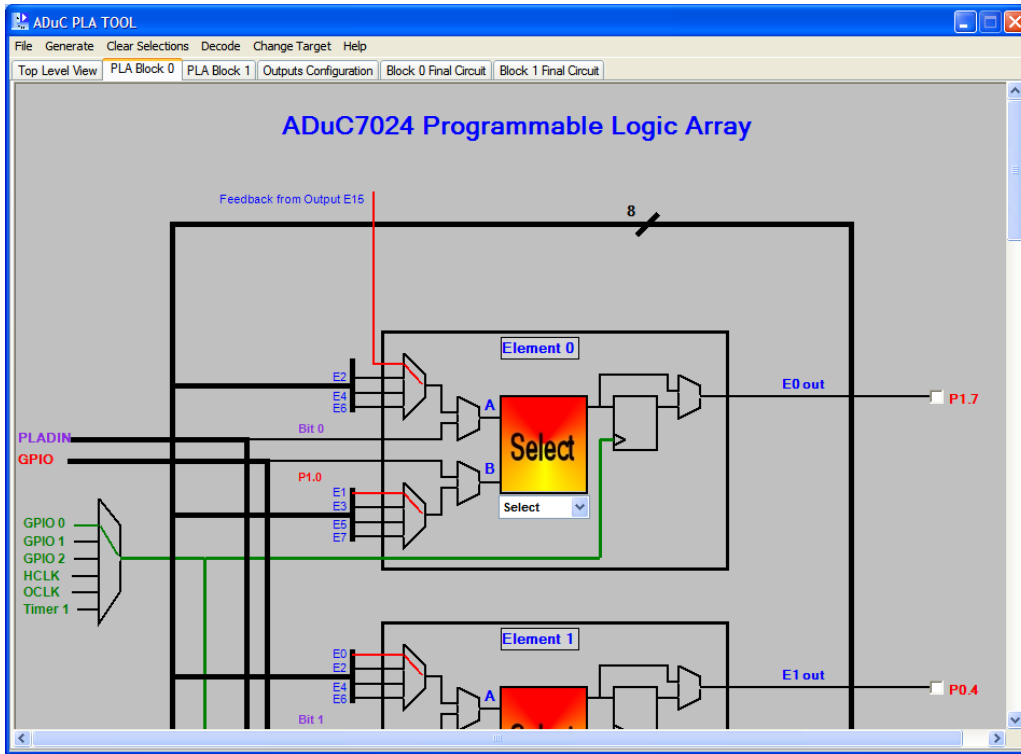 ADuC PLA TOOL
File Generate Clear Selections Decode Change Target Help
Top Level View PLA Block 0 PLA Block 1 Outputs Configuration Block 0 Final Circuit Block 1 Final Circuit
ADuC7024 Programmable Logic Array
Feedback from Output E15
8
Element 0
E2
E4
E6
A
E0 out
P1.7
Bit 0
PLADIN
GPIO
Select
B
P1.0
E1
E3
E5
E7
Select
GPIO 0
GPIO 1
GPIO 2
HCLK
OCLK
Timer 1
Element 1
E0
E2
E4
E6
A
E1 out
P0.4
Bit 1